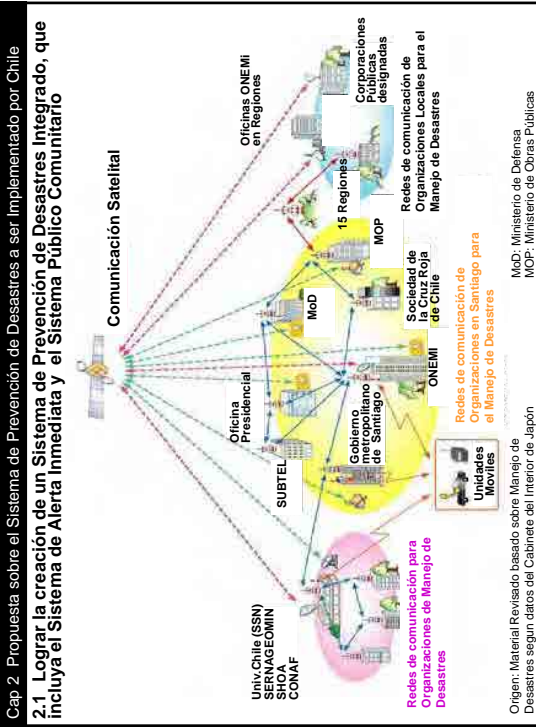 Cap 2 Propuesta sobre el Sistema de Prevención de Desastres a ser Implementado por Chile
2.1 Lograr la creación de un Sistema de Prevención de Desastres Integrado, que
incluya el Sistema de Alerta Inmediata y el Sistema Público Comunitario
Comunicación Satelital
Oficinas ONEMi
en Regiones
Oficina
Presidencial
MoD
15 Regiones
Corporaciones
Públicas
designadas
Univ.Chile (SSN)
SERNAGEOMIN
SHOA
CONAF
SUBTEL
MOP
Gobierno
metropolitano
de Santiago
Sociedad de
la Cruz Roja
de Chile
Redes de comunicación de
Organizaciones Locales para el
Manejo de Desastres
ONEMI
Redes de comunicación para
Organizaciones de Manejo de
Desastres
Unidades
Moviles
Redes de comunicación de
Organizaciones en Santiago para
el Manejo de Desastres
Origen: Material Revisado basado sobre Manejo de
Desastres segun datos del Cabinete del Interior de Japón
MoD: Ministerio de Defensa
MOP: Ministerio de Obras Públicas